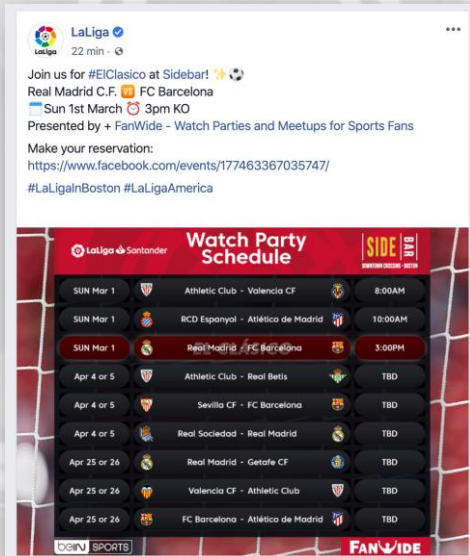 LaLiga
22 min ·
Join us for #ElClasico at Sidebar! ✨ ⚽
Real Madrid C.F. 🆚 FC Barcelona
🗓️Sun 1st March ⏰ 3pm KO
Presented by + FanWide - Watch Parties and Meetups for Sports Fans
Make your reservation:
https://www.facebook.com/events/177463367035747/
#LaLigaInBoston #LaLigaAmerica
LaLiga Santander
Watch Party
Schedule
SIDE BAR
DOWNTOWN CROSSING - BOSTON
SUN Mar 1 Athletic Club - Valencia CF 8:00AM
SUN Mar 1 RCD Espanyol - Atlético de Madrid 10:00AM
EL CLÁSICO
SUN Mar 1 Real Madrid - FC Barcelona 3:00PM
Apr 4 or 5 Athletic Club - Real Betis TBD
Apr 4 or 5 Sevilla CF - FC Barcelona TBD
Apr 4 or 5 Real Sociedad - Real Madrid TBD
Apr 25 or 26 Real Madrid - Getafe CF TBD
Apr 25 or 26 Valencia CF - Athletic Club TBD
Apr 25 or 26 FC Barcelona - Atlético de Madrid TBD
beIN SPORTS
FANWIDE